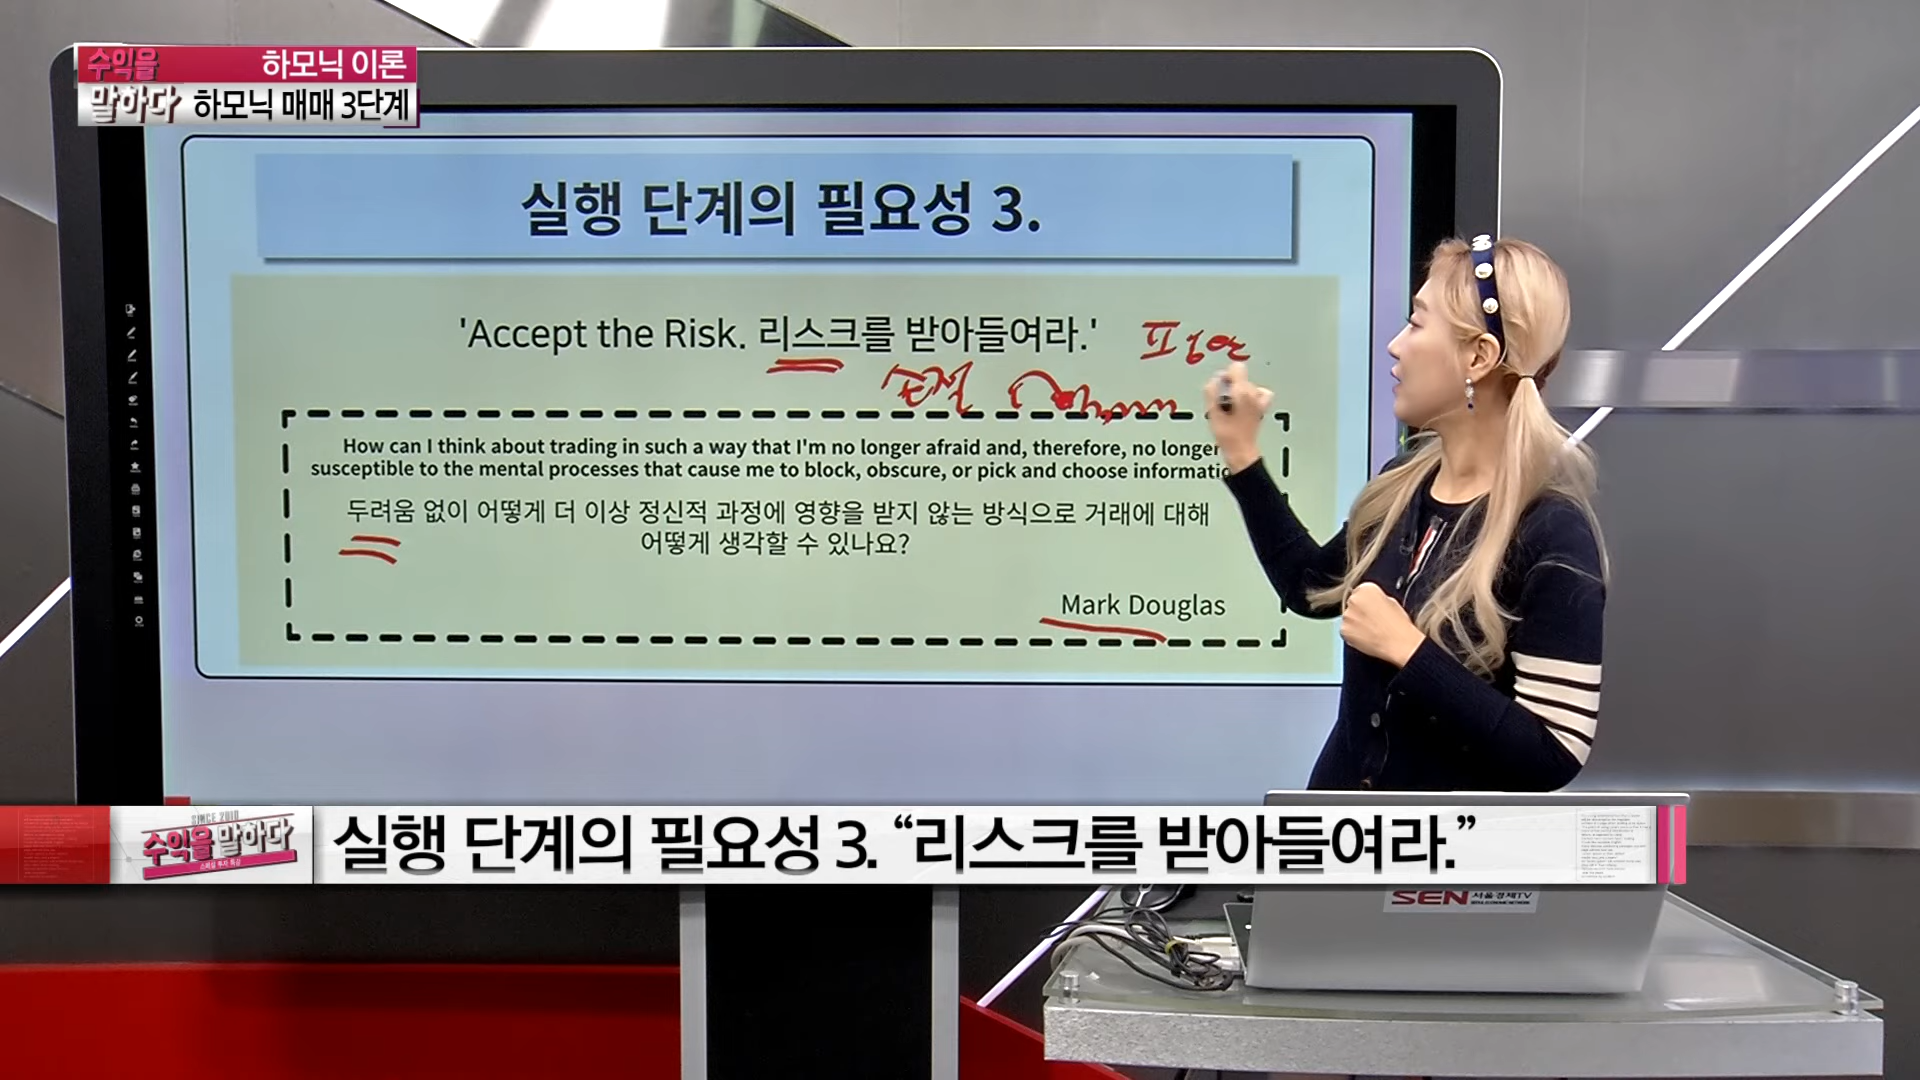 수익을
말하다
하모닉 이론
하모닉 매매 3단계
실행 단계의 필요성 3.
'Accept the Risk. 리스크를 받아들여라.'
손절
How can I think about trading in such a way that I'm no longer afraid and, therefore, no longer
susceptible to the mental processes that cause me to block, obscure, or pick and choose
두려움 없이 어떻게 더 이상 정신적 과정에 영향을 받지 않는 방식으로 거래에 대해
어떻게 생각할 수 있나요?
Mark Douglas
SINCE 2010
수익을 말하다
실행 단계의 필요성 3. “리스크를 받아들여라.”
SEN 서울경제TV